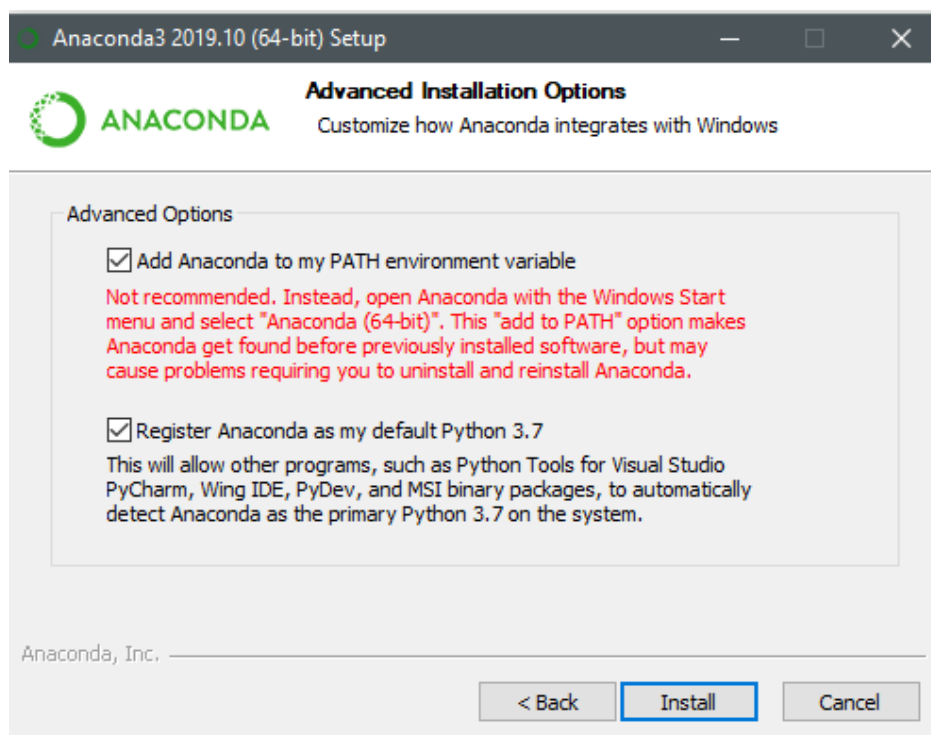 Anaconda3 2019.10 (64-bit) Setup
ANACONDA
Advanced Installation Options
Customize how Anaconda integrates with Windows
Advanced Options
Add Anaconda to my PATH environment variable
Not recommended. Instead, open Anaconda with the Windows Start
menu and select "Anaconda (64-bit)". This "add to PATH" option makes
Anaconda get found before previously installed software, but may
cause problems requiring you to uninstall and reinstall Anaconda.
Register Anaconda as my default Python 3.7
This will allow other programs, such as Python Tools for Visual Studio
PyCharm, Wing IDE, PyDev, and MSI binary packages, to automatically
detect Anaconda as the primary Python 3.7 on the system.
Anaconda, Inc.
< Back
Install
Cancel